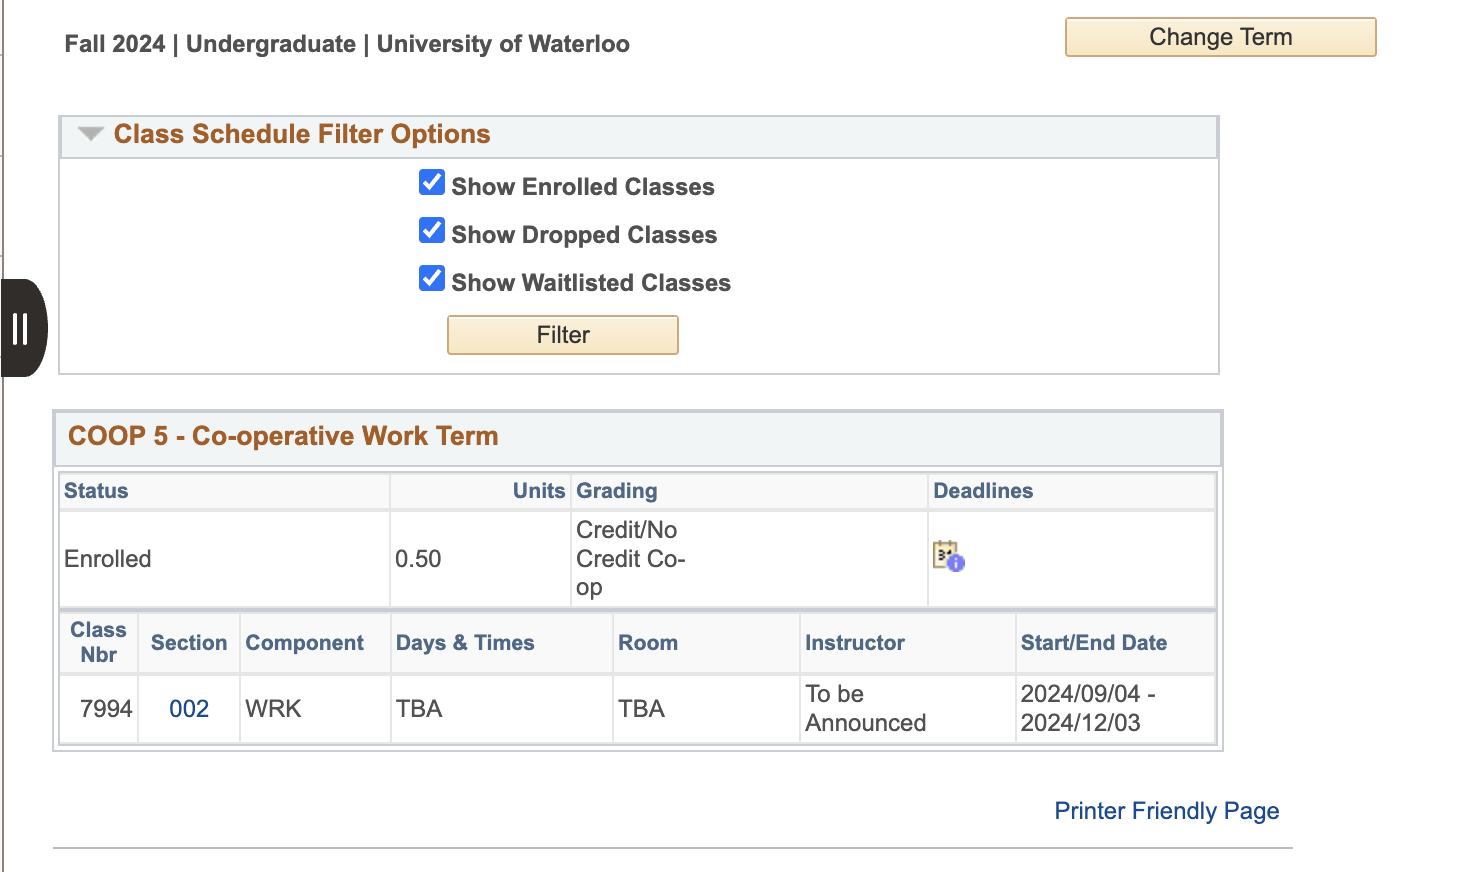 Fall 2024 | Undergraduate | University of Waterloo
Change Term
Class Schedule Filter Options
Show Enrolled Classes
Show Dropped Classes
Show Waitlisted Classes
Filter
COOP 5 - Co-operative Work Term
Status Units Grading Deadlines
Enrolled 0.50 Credit/No
Credit Co-
op
31
Class
Nbr Section Component Days & Times Room Instructor Start/End Date
7994 002 WRK TBA TBA To be
Announced 2024/09/04 -
2024/12/03
Printer Friendly Page